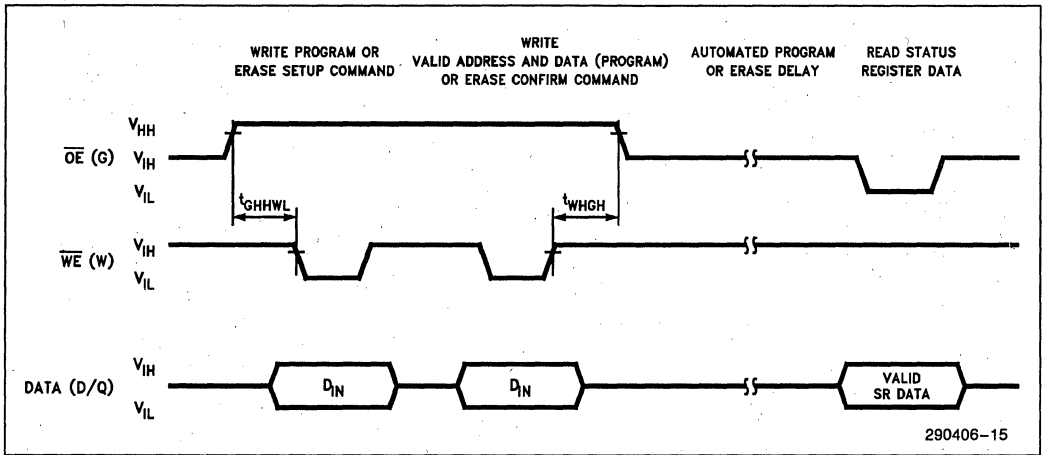 WRITE PROGRAM OR
ERASE SETUP COMMAND
WRITE
VALID ADDRESS AND DATA (PROGRAM)
OR ERASE CONFIRM COMMAND
AUTOMATED PROGRAM
OR ERASE DELAY
READ STATUS
REGISTER DATA
VHH
OE (G) VIH
VIL
tGHHWL
tWHGH
WE (W) VIH
VIL
DATA (D/Q)
VIH
DIN
DIN
VALID
SR DATA
VIL
290406-15